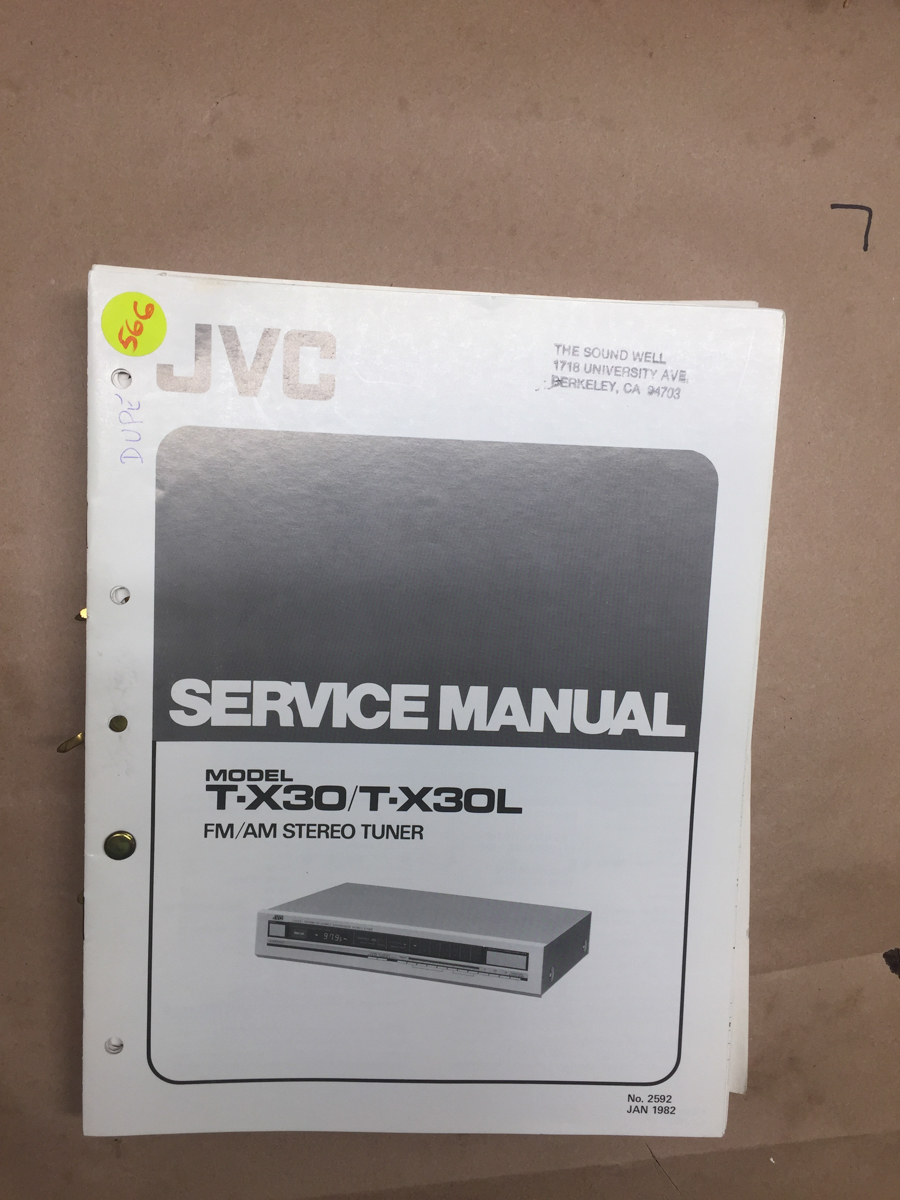 566
JVC
THE SOUND WELL
1718 UNIVERSITY AVE.
BERKELEY, CA 94703
DUPE
SERVICE MANUAL
MODEL
T-X30/T-X30L
FM/AM STEREO TUNER
JVC
No. 2592
JAN 1982